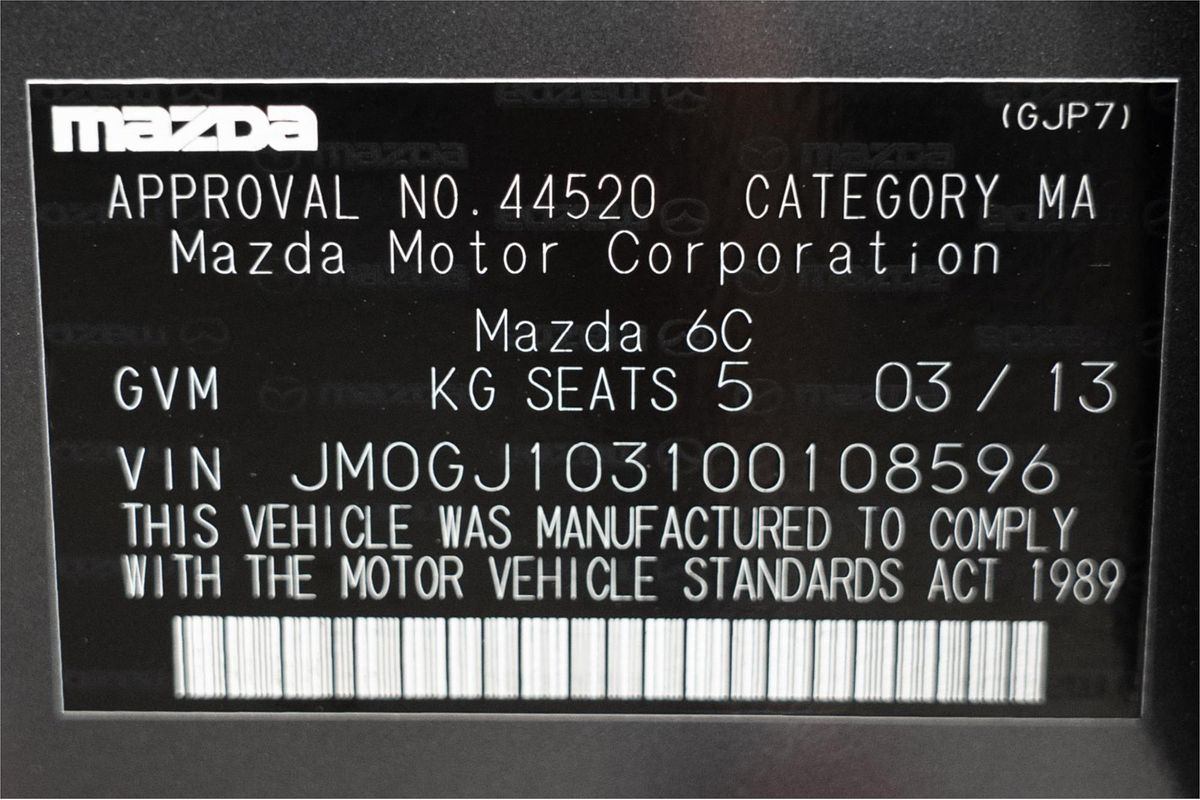 mazda (GJP7)
APPROVAL NO. 44520 CATEGORY MA
Mazda Motor Corporation
Mazda 6C
GVM KG SEATS 5 03 / 13
VIN JM0GJ103100108596
THIS VEHICLE WAS MANUFACTURED TO COMPLY
WITH THE MOTOR VEHICLE STANDARDS ACT 1989